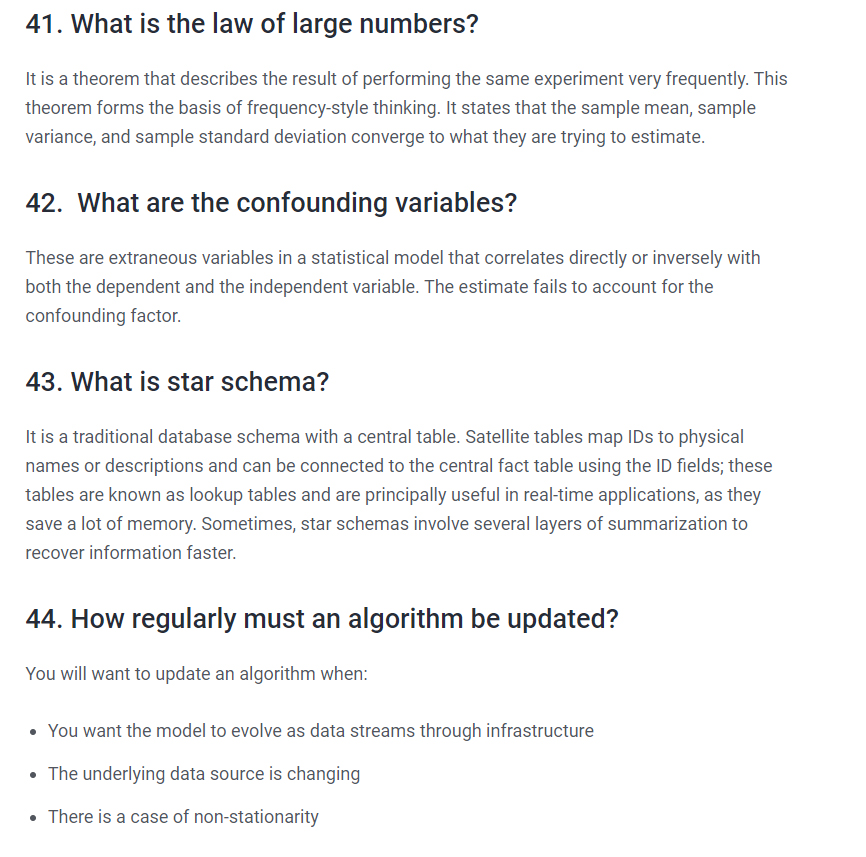 41. What is the law of large numbers?
It is a theorem that describes the result of performing the same experiment very frequently. This
theorem forms the basis of frequency-style thinking. It states that the sample mean, sample
variance, and sample standard deviation converge to what they are trying to estimate.
42.  What are the confounding variables?
These are extraneous variables in a statistical model that correlates directly or inversely with
both the dependent and the independent variable. The estimate fails to account for the
confounding factor.
43. What is star schema?
It is a traditional database schema with a central table. Satellite tables map IDs to physical
names or descriptions and can be connected to the central fact table using the ID fields; these
tables are known as lookup tables and are principally useful in real-time applications, as they
save a lot of memory. Sometimes, star schemas involve several layers of summarization to
recover information faster.
44. How regularly must an algorithm be updated?
You will want to update an algorithm when:
• You want the model to evolve as data streams through infrastructure
• The underlying data source is changing
• There is a case of non-stationarity